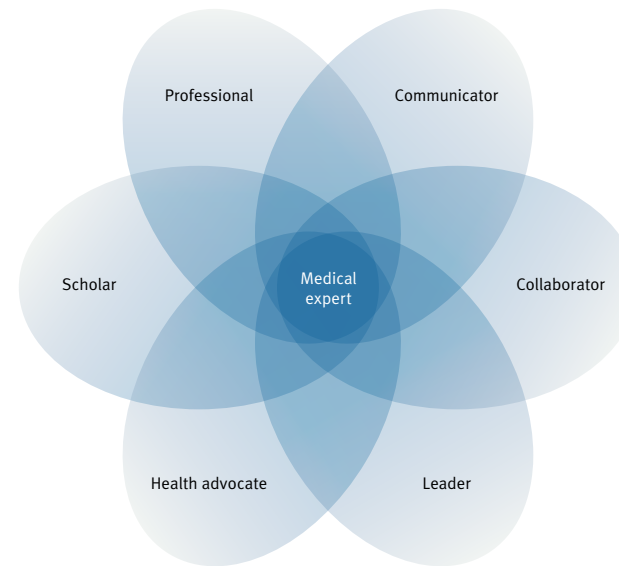 Professional
Communicator
Scholar
Medical
expert
Collaborator
Health advocate
Leader